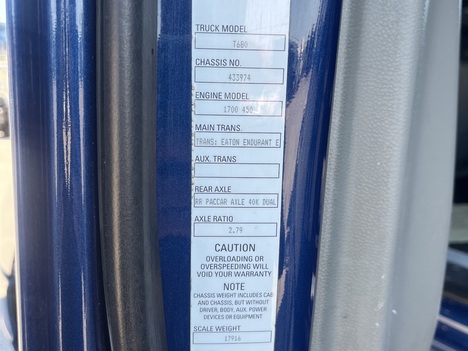 TRUCK MODEL
T680
CHASSIS NO.
433974
ENGINE MODEL
1700 450
MAIN TRANS.
TRANS: EATON ENDURANT E
AUX. TRANS
REAR AXLE
RR PACCAR AXLE 40K DUAL
AXLE RATIO
2.79
CAUTION
OVERLOADING OR
OVERSPEEDING WILL
VOID YOUR WARRANTY
NOTE
CHASSIS WEIGHT INCLUDES CAB
AND CHASSIS, BUT WITHOUT
DRIVER, BODY, AUX. POWER
DEVICES OR EQUIPMENT
SCALE WEIGHT
17916